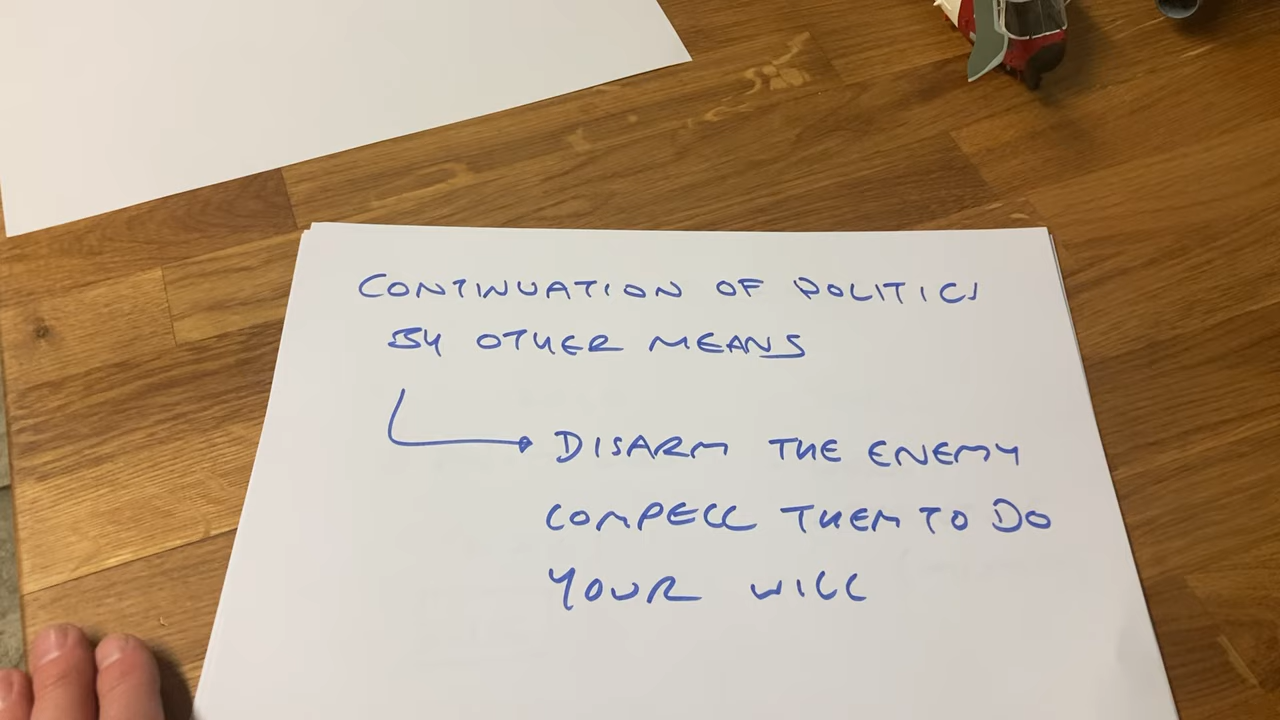 CONTINUATION OF POLITICS
BY OTHER MEANS
DISARM THE ENEMY
COMPELL THEM TO DO
YOUR WILL